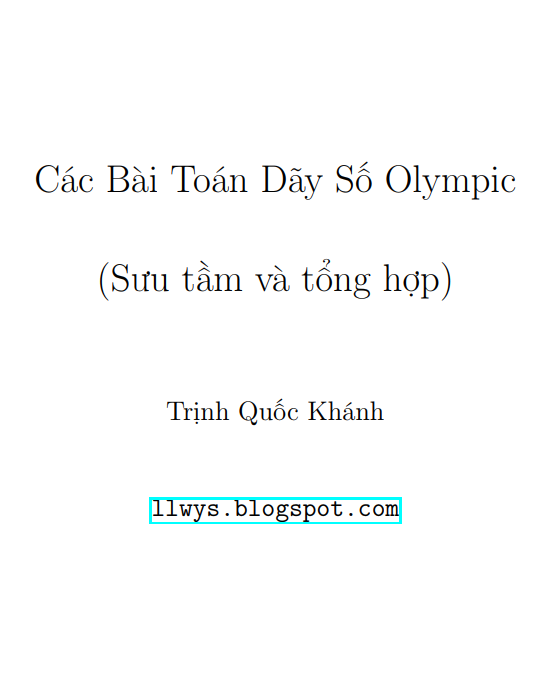 Các Bài Toán Dãy Số Olympic
(Sưu tầm và tổng hợp)
Trịnh Quốc Khánh
llwys.blogspot.com